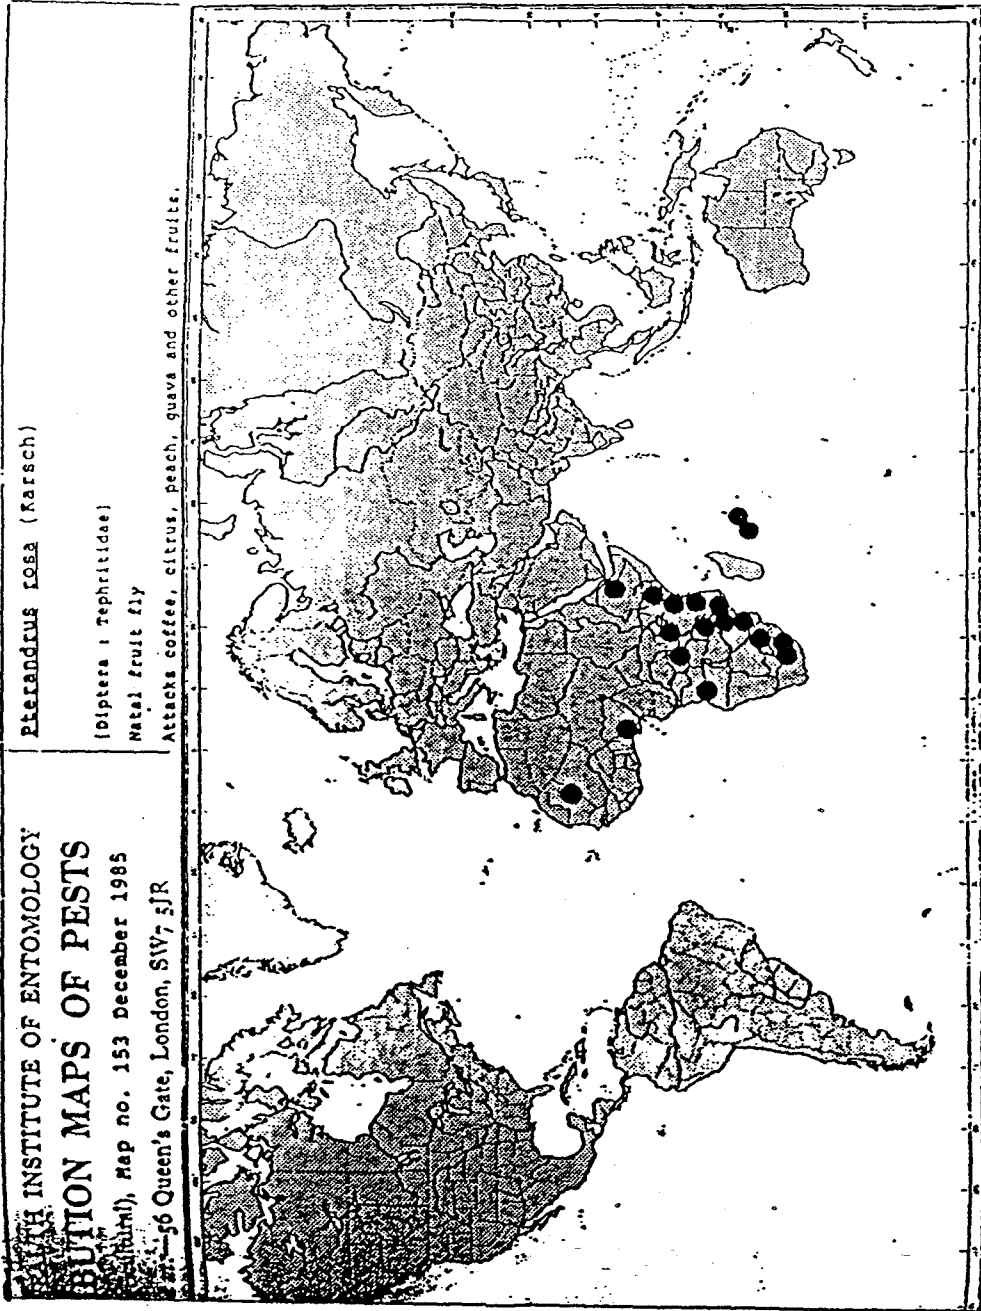 INSTITUTE OF ENTOMOLOGY
MAPS OF PESTS
Map no. 153 December 1985
56 Queen's Gate, London, SW7 5JR
Pterandrus rosa (Karsch)
[Diptera : Tephritidae]
Natal fruit fly
Attacks coffee, citrus, peach, guava and other fruits.